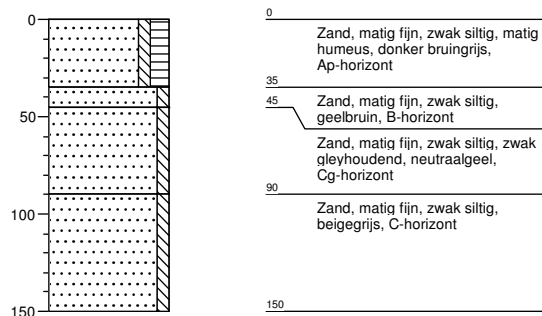 0
50
100
150
0
Zand, matig fijn, zwak siltig, matig
humeus, donker bruingrijs,
Ap-horizont
35
Zand, matig fijn, zwak siltig,
geelbruin, B-horizont
45
Zand, matig fijn, zwak siltig, zwak
gleyhoudend, neutraalgeel,
Cg-horizont
90
Zand, matig fijn, zwak siltig,
beigegrijs, C-horizont
150